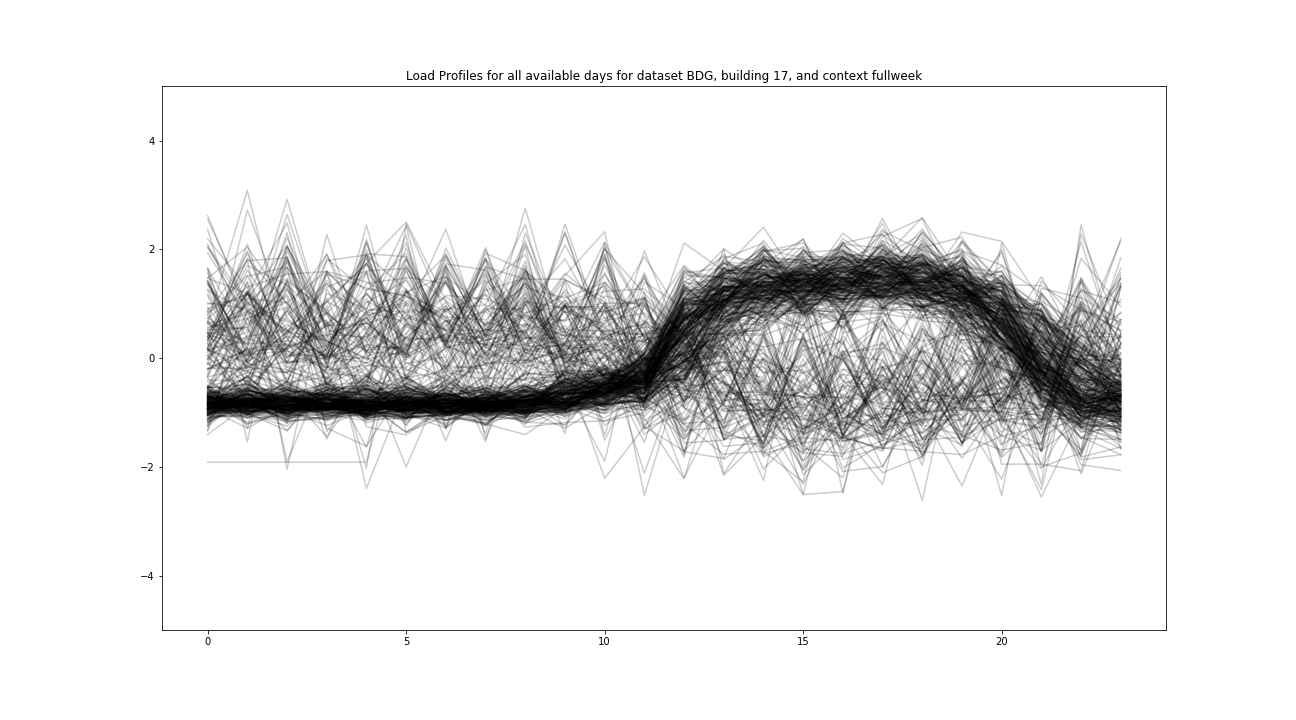 Load Profiles for all available days for dataset BDG, building 17, and context fullweek
4
2
0
−2
−4
0 5 10 15 20